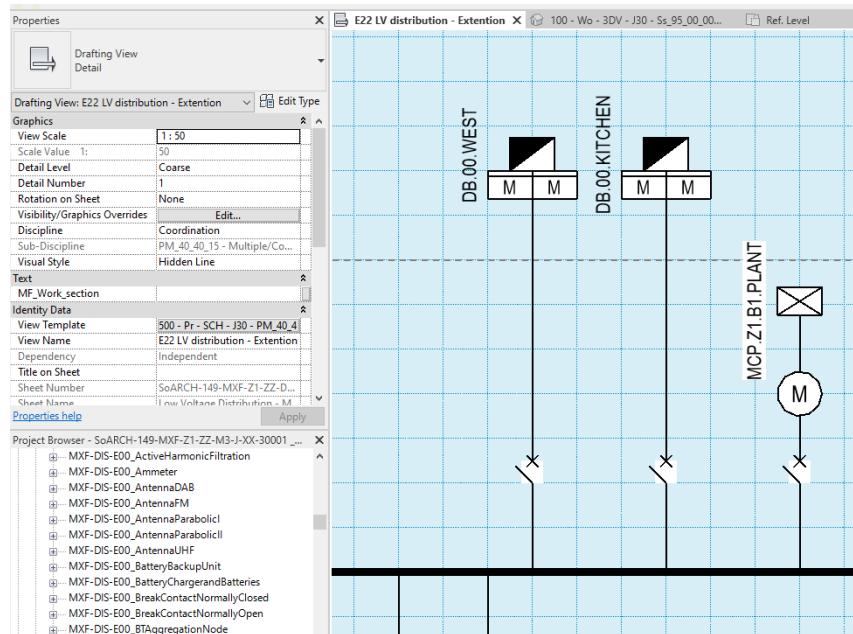 Properties
E22 LV distribution - Extention
100 - Wo - 3DV - J30 - Ss_95_00_00...
Ref. Level
Drafting View
Detail
Drafting View: E22 LV distribution - Extention
Edit Type
Graphics
View Scale 1 : 50
Scale Value 1: 50
Detail Level Coarse
Detail Number 1
Rotation on Sheet None
Visibility/Graphics Overrides Edit...
Discipline Coordination
Sub-Discipline PM_40_40_15 - Multiple/Co...
Visual Style Hidden Line
Text
MF_Work_section
Identity Data
View Template 500 - Pr - SCH - J30 - PM_40_4
View Name E22 LV distribution - Extention
Dependency Independent
Title on Sheet
Sheet Number SoARCH-149-MXF-Z1-ZZ-D...
Sheet Name Low Voltage Distribution - M
Properties help
Apply
Project Browser - SoARCH-149-MXF-Z1-ZZ-M3-J-XX-30001_...
MXF-DIS-E00_ActiveHarmonicFiltration
MXF-DIS-E00_Ammeter
MXF-DIS-E00_AntennaDAB
MXF-DIS-E00_AntennaFM
MXF-DIS-E00_AntennaParabolicI
MXF-DIS-E00_AntennaParabolicII
MXF-DIS-E00_AntennaUHF
MXF-DIS-E00_BatteryBackupUnit
MXF-DIS-E00_BatteryChargerandBatteries
MXF-DIS-E00_BreakContactNormallyClosed
MXF-DIS-E00_BreakContactNormallyOpen
MXF-DIS-E00_BTAggregationNode
DB.00.WEST
M M
DB.00.KITCHEN
M M
MCP.Z1.B1.PLANT
M